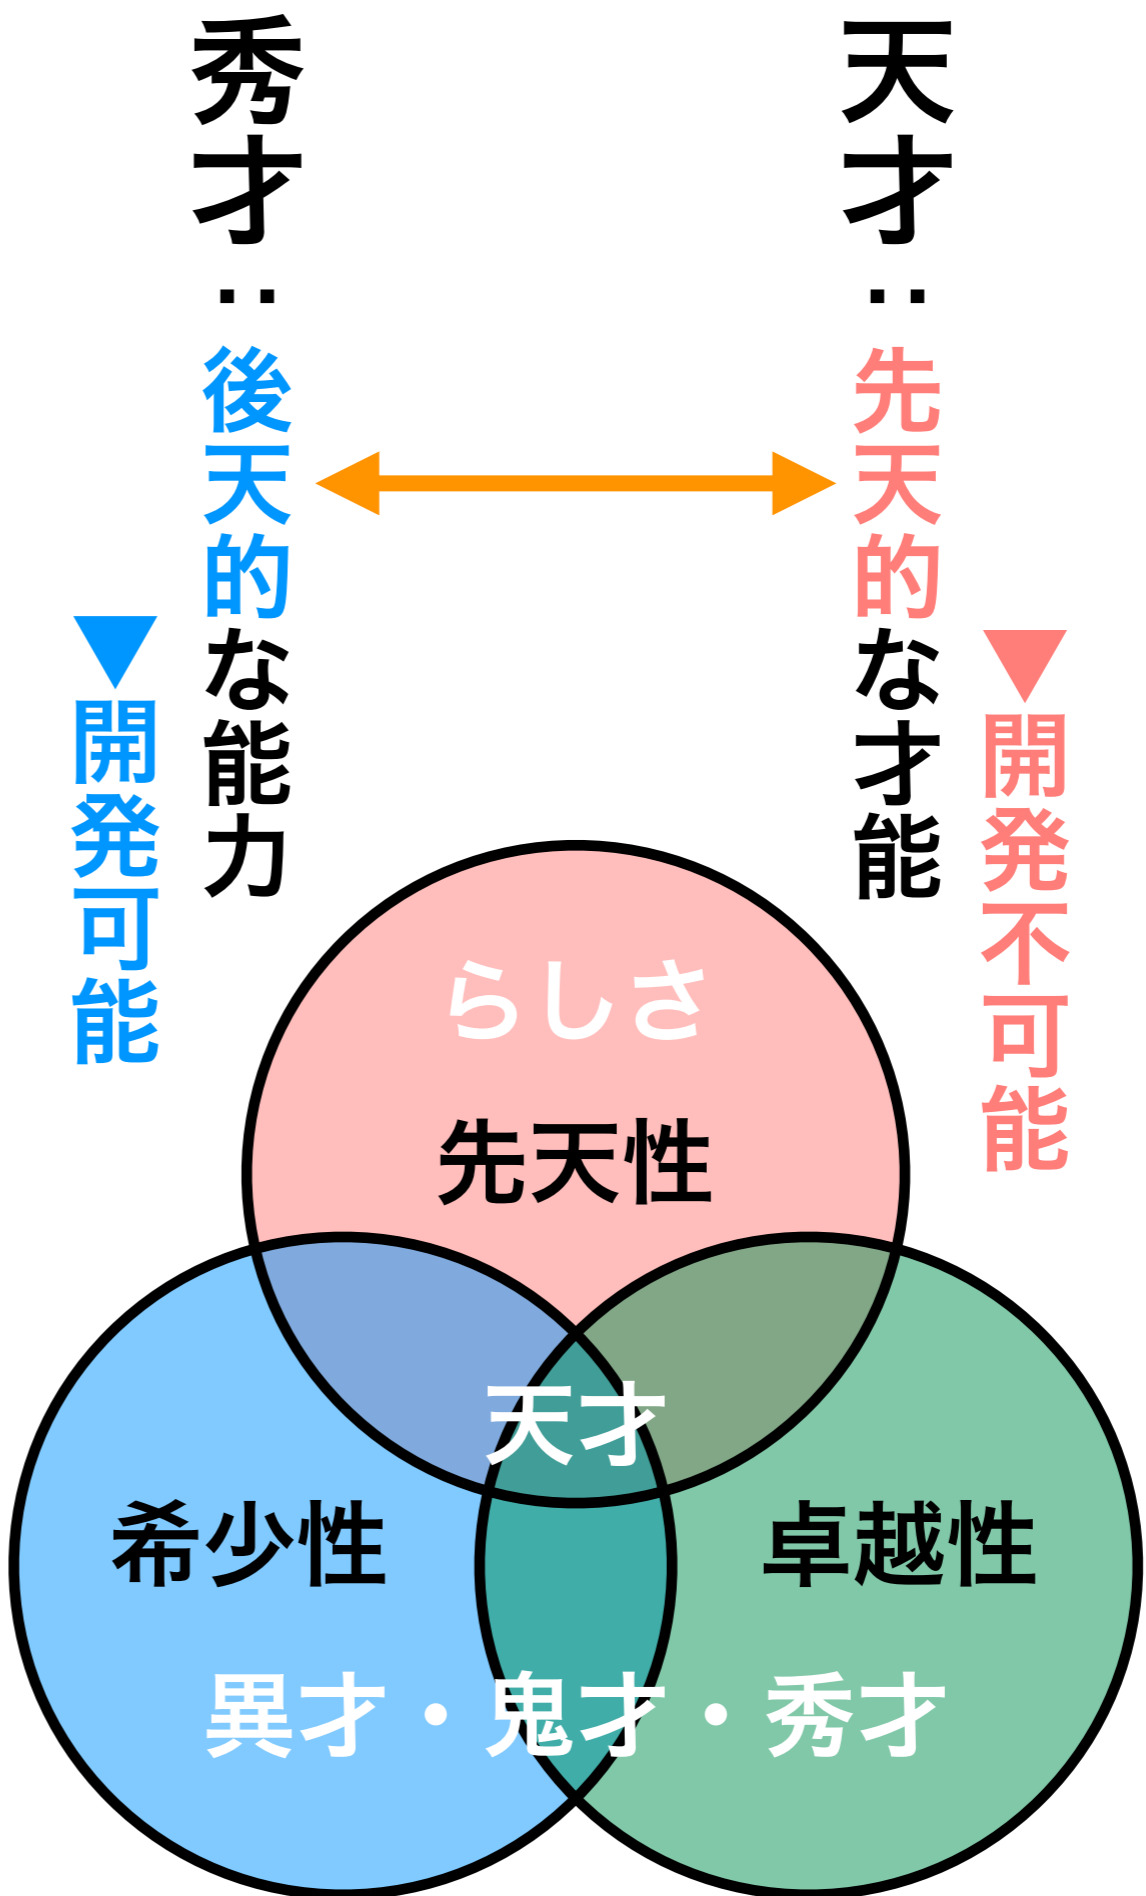 天才：先天的な才能
▼開発不可能
秀才：後天的な能力
▼開発可能
らしさ
先天性
天才
希少性
卓越性
異才・鬼才・秀才